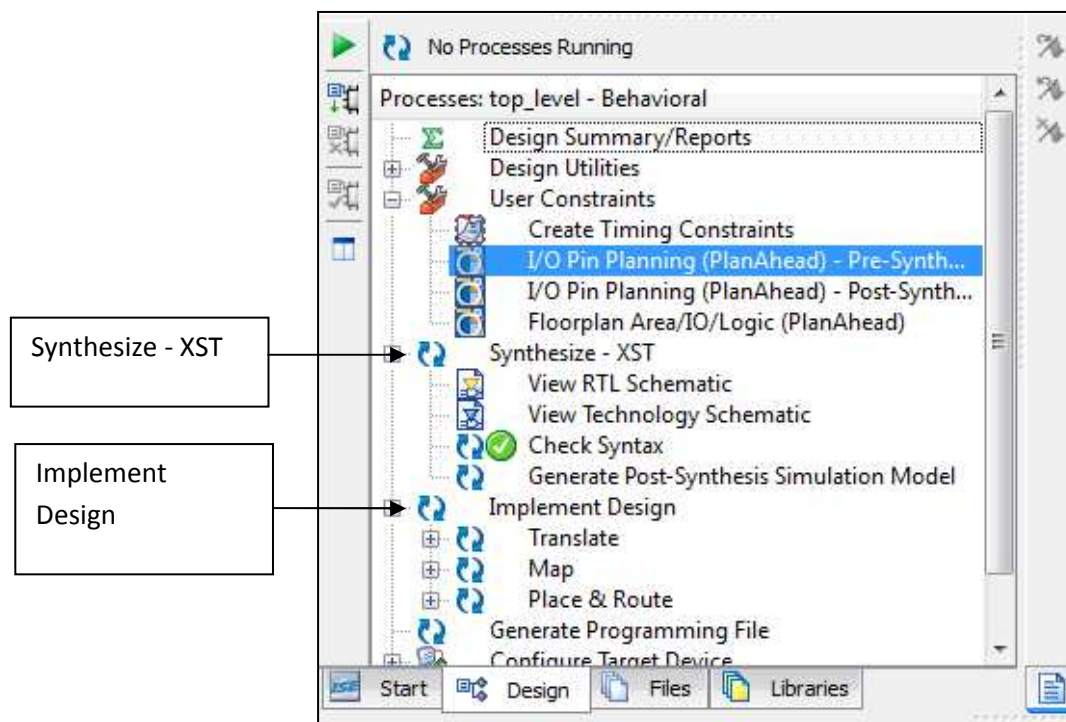 No Processes Running
Processes: top_level - Behavioral
Design Summary/Reports
Design Utilities
User Constraints
Create Timing Constraints
I/O Pin Planning (PlanAhead) - Pre-Synth...
I/O Pin Planning (PlanAhead) - Post-Synth...
Floorplan Area/IO/Logic (PlanAhead)
Synthesize - XST
Synthesize - XST
View RTL Schematic
View Technology Schematic
Check Syntax
Generate Post-Synthesis Simulation Model
Implement
Design
Implement Design
Translate
Map
Place & Route
Generate Programming File
Configure Target Device
ISE Start Design Files Libraries